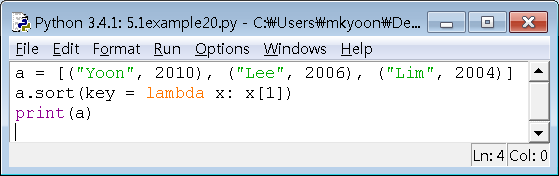 Python 3.4.1: 5.1example20.py - C:₩Users₩mkyoon₩De...
File Edit Format Run Options Windows Help
a = [("Yoon", 2010), ("Lee", 2006), ("Lim", 2004)]
a.sort(key = lambda x: x[1])
print(a)
Ln: 4 Col: 0